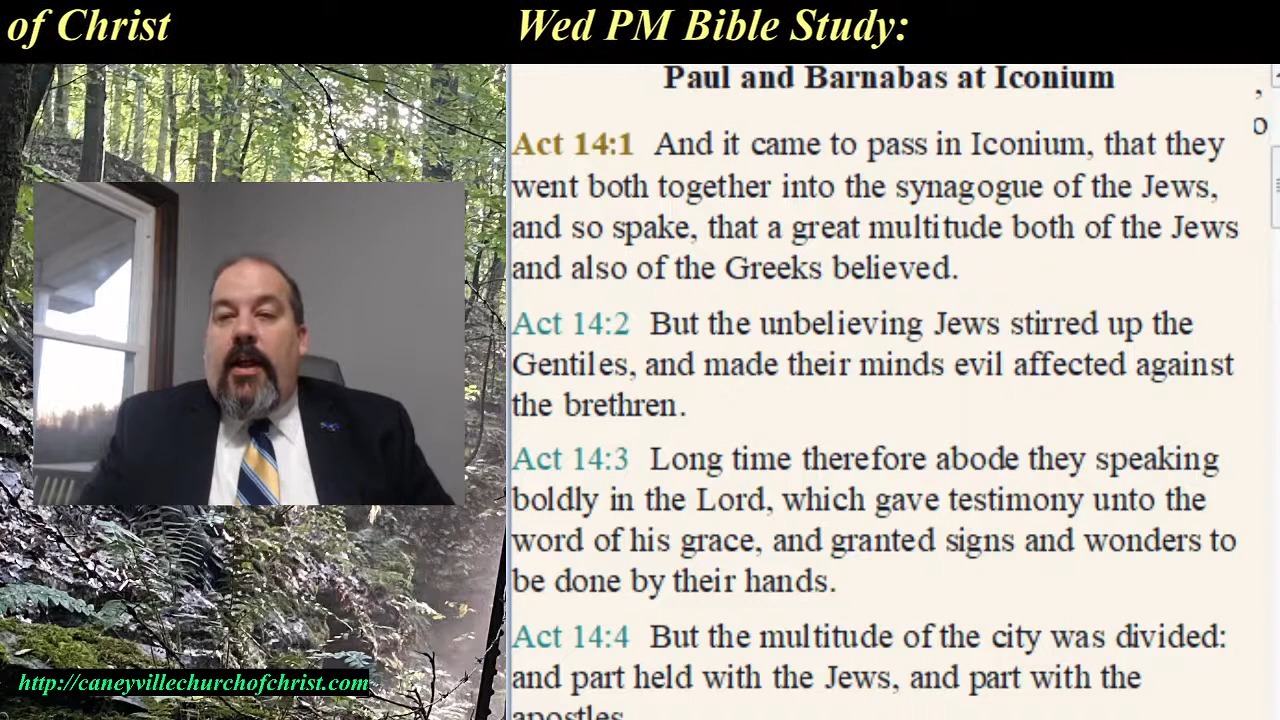 of Christ
Wed PM Bible Study:
Paul and Barnabas at Iconium
Act 14:1 And it came to pass in Iconium, that they
went both together into the synagogue of the Jews,
and so spake, that a great multitude both of the Jews
and also of the Greeks believed.
Act 14:2 But the unbelieving Jews stirred up the
Gentiles, and made their minds evil affected against
the brethren.
Act 14:3 Long time therefore abode they speaking
boldly in the Lord, which gave testimony unto the
word of his grace, and granted signs and wonders to
be done by their hands.
Act 14:4 But the multitude of the city was divided:
and part held with the Jews, and part with the
apostles.
,
o
http://caneyvillechurchofchrist.com